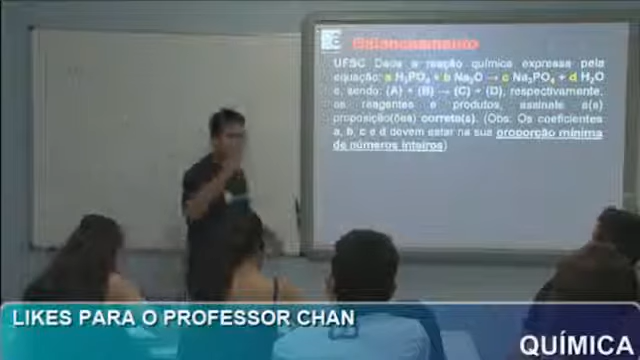 Balanceamento
UFSC Dada a reação química expressa pela
equação: a H₃PO₄ + b Na₂O → c Na₃PO₄ + d H₂O
e, sendo: (A) + (B) → (C) + (D), respectivamente,
os reagentes e produtos, assinale a(s)
proposição(ões) correta(s). (Obs: Os coeficientes
a, b, c e d devem estar na sua proporção mínima
de números inteiros)
LIKES PARA O PROFESSOR CHAN
QUÍMICA